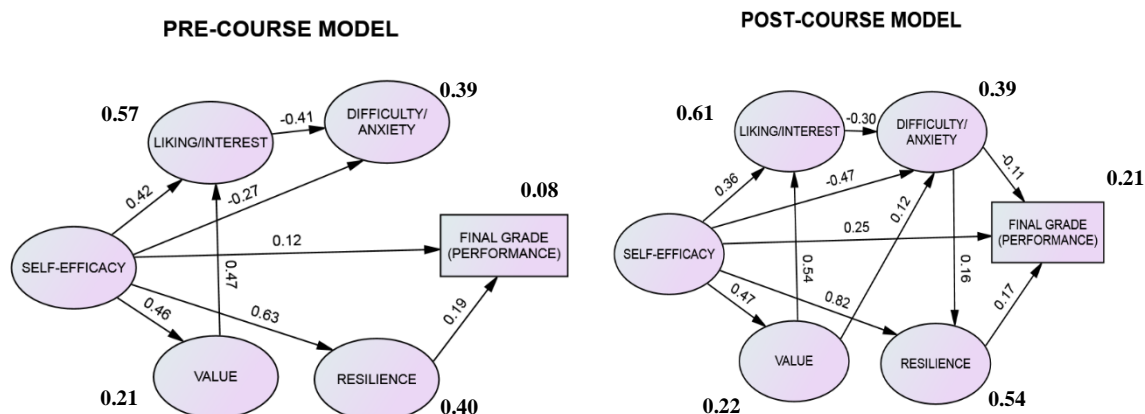 PRE-COURSE MODEL
0.57
0.39
LIKING/INTEREST
-0.41
DIFFICULTY/
ANXIETY
0.42
-0.27
0.08
SELF-EFFICACY
0.12
FINAL GRADE
(PERFORMANCE)
0.47
0.46
0.63
0.19
VALUE
RESILIENCE
0.21
0.40
POST-COURSE MODEL
0.61
0.39
LIKING/INTEREST
-0.30
DIFFICULTY/
ANXIETY
0.36
-0.47
-0.11
0.21
0.12
SELF-EFFICACY
0.25
FINAL GRADE
(PERFORMANCE)
0.54
0.16
0.47
0.82
0.17
VALUE
RESILIENCE
0.22
0.54